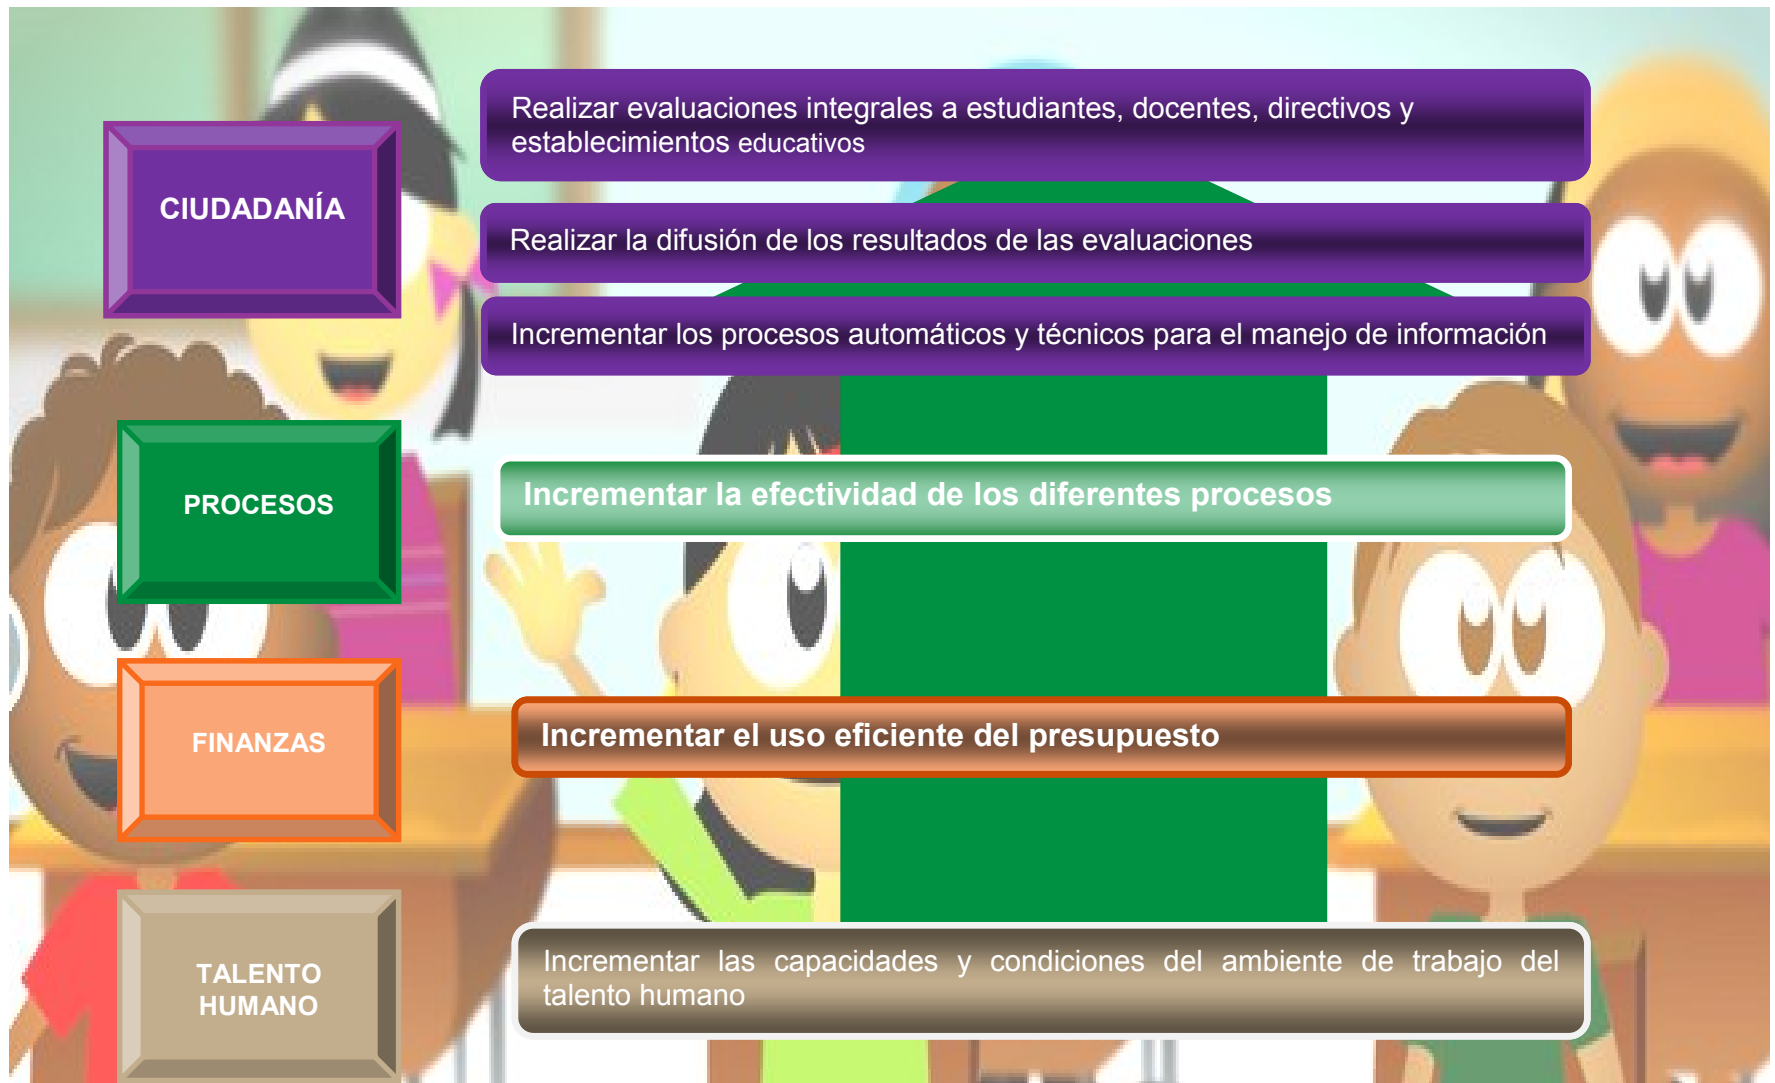 Realizar evaluaciones integrales a estudiantes, docentes, directivos y
establecimientos educativos
CIUDADANÍA
Realizar la difusión de los resultados de las evaluaciones
Incrementar los procesos automáticos y técnicos para el manejo de información
PROCESOS
Incrementar la efectividad de los diferentes procesos
FINANZAS
Incrementar el uso eficiente del presupuesto
TALENTO
HUMANO
Incrementar las capacidades y condiciones del ambiente de trabajo del
talento humano